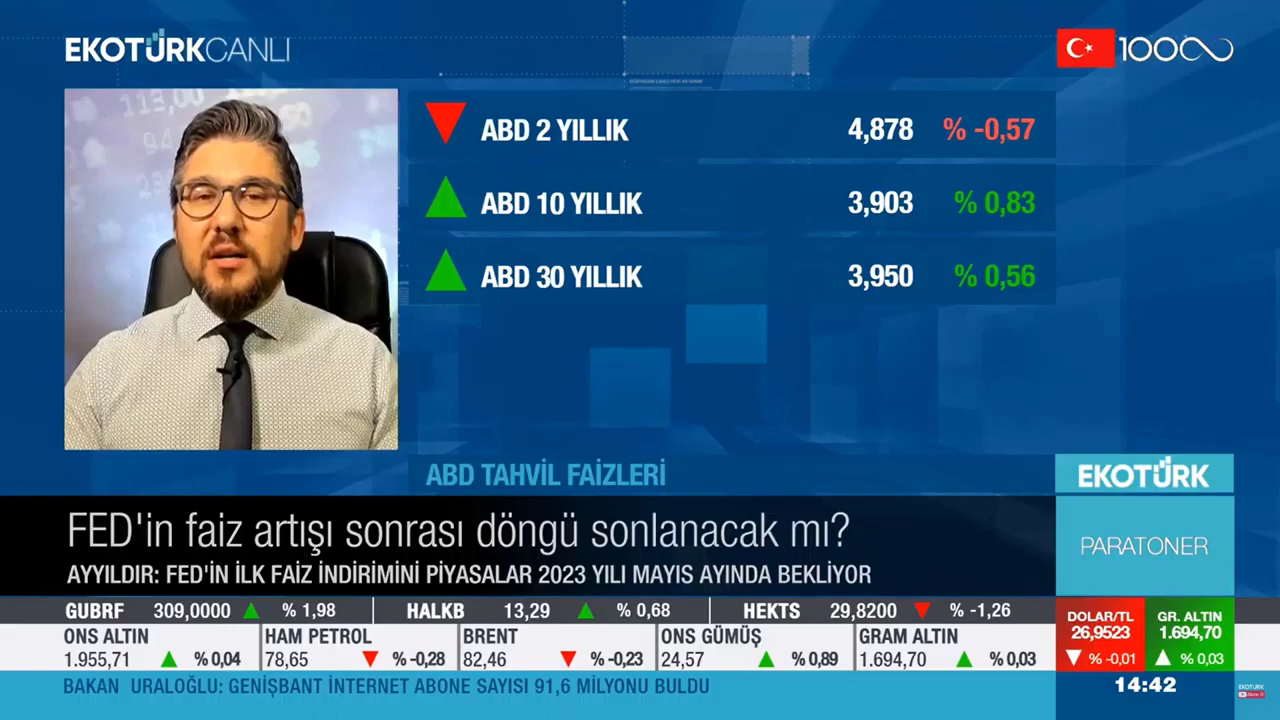 EKOTÜRK CANLI
1000
113,00
ABD 2 YILLIK 4,878 % -0,57
ABD 10 YILLIK 3,903 % 0,83
ABD 30 YILLIK 3,950 % 0,56
ABD TAHVİL FAİZLERİ
EKOTÜRK
FED'in faiz artışı sonrası döngü sonlanacak mı?
PARATONER
AYYILDIR: FED'İN İLK FAİZ İNDİRİMİNİ PİYASALAR 2023 YILI MAYIS AYINDA BEKLİYOR
GUBRF 309,0000 % 1,98 HALKB 13,29 % 0,68 HEKTS 29,8200 % -1,26
ONS ALTIN HAM PETROL BRENT ONS GÜMÜŞ GRAM ALTIN
1.955,71 % 0,04 78,65 % -0,28 82,46 % -0,23 24,57 % 0,89 1.694,70 % 0,03
DOLAR/TL GR. ALTIN
26,9523 1.694,70
% -0,01 % 0,03
BAKAN URALOĞLU: GENİŞBANT İNTERNET ABONE SAYISI 91,6 MİLYONU BULDU
14:42
EKOTÜRK